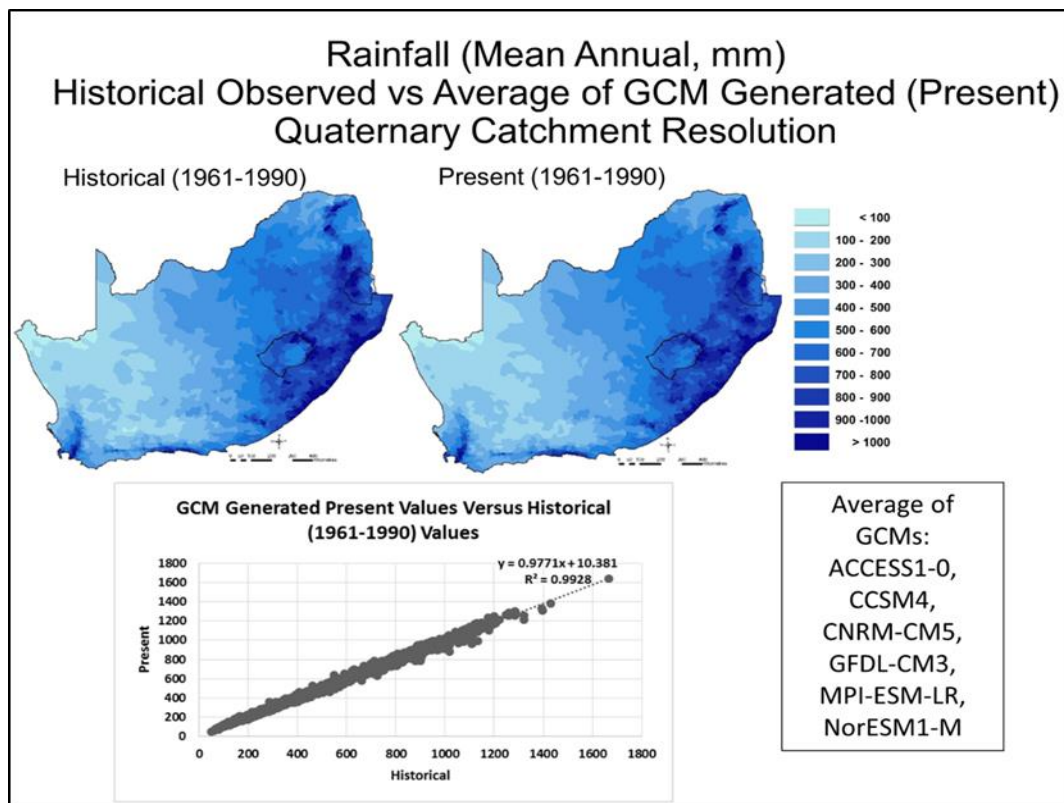 Rainfall (Mean Annual, mm)
Historical Observed vs Average of GCM Generated (Present)
Quaternary Catchment Resolution
Historical (1961-1990)
Present (1961-1990)
< 100
100 - 200
200 - 300
300 - 400
400 - 500
500 - 600
600 - 700
700 - 800
800 - 900
900 -1000
> 1000
GCM Generated Present Values Versus Historical
(1961-1990) Values
y = 0.9771x + 10.381
R² = 0.9928
Present
1800
1600
1400
1200
1000
800
600
400
200
0
0 200 400 600 800 1000 1200 1400 1600 1800
Historical
Average of
GCMs:
ACCESS1-0,
CCSM4,
CNRM-CM5,
GFDL-CM3,
MPI-ESM-LR,
NorESM1-M